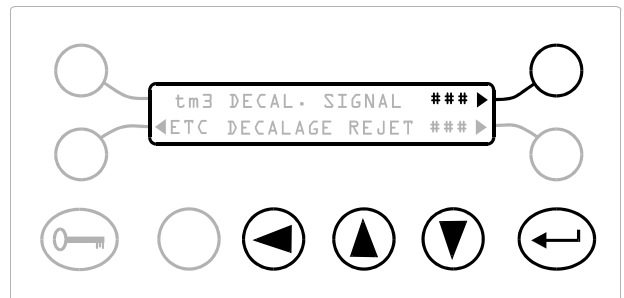 tm3 DECAL. SIGNAL ###
ETC DECALAGE REJET ###